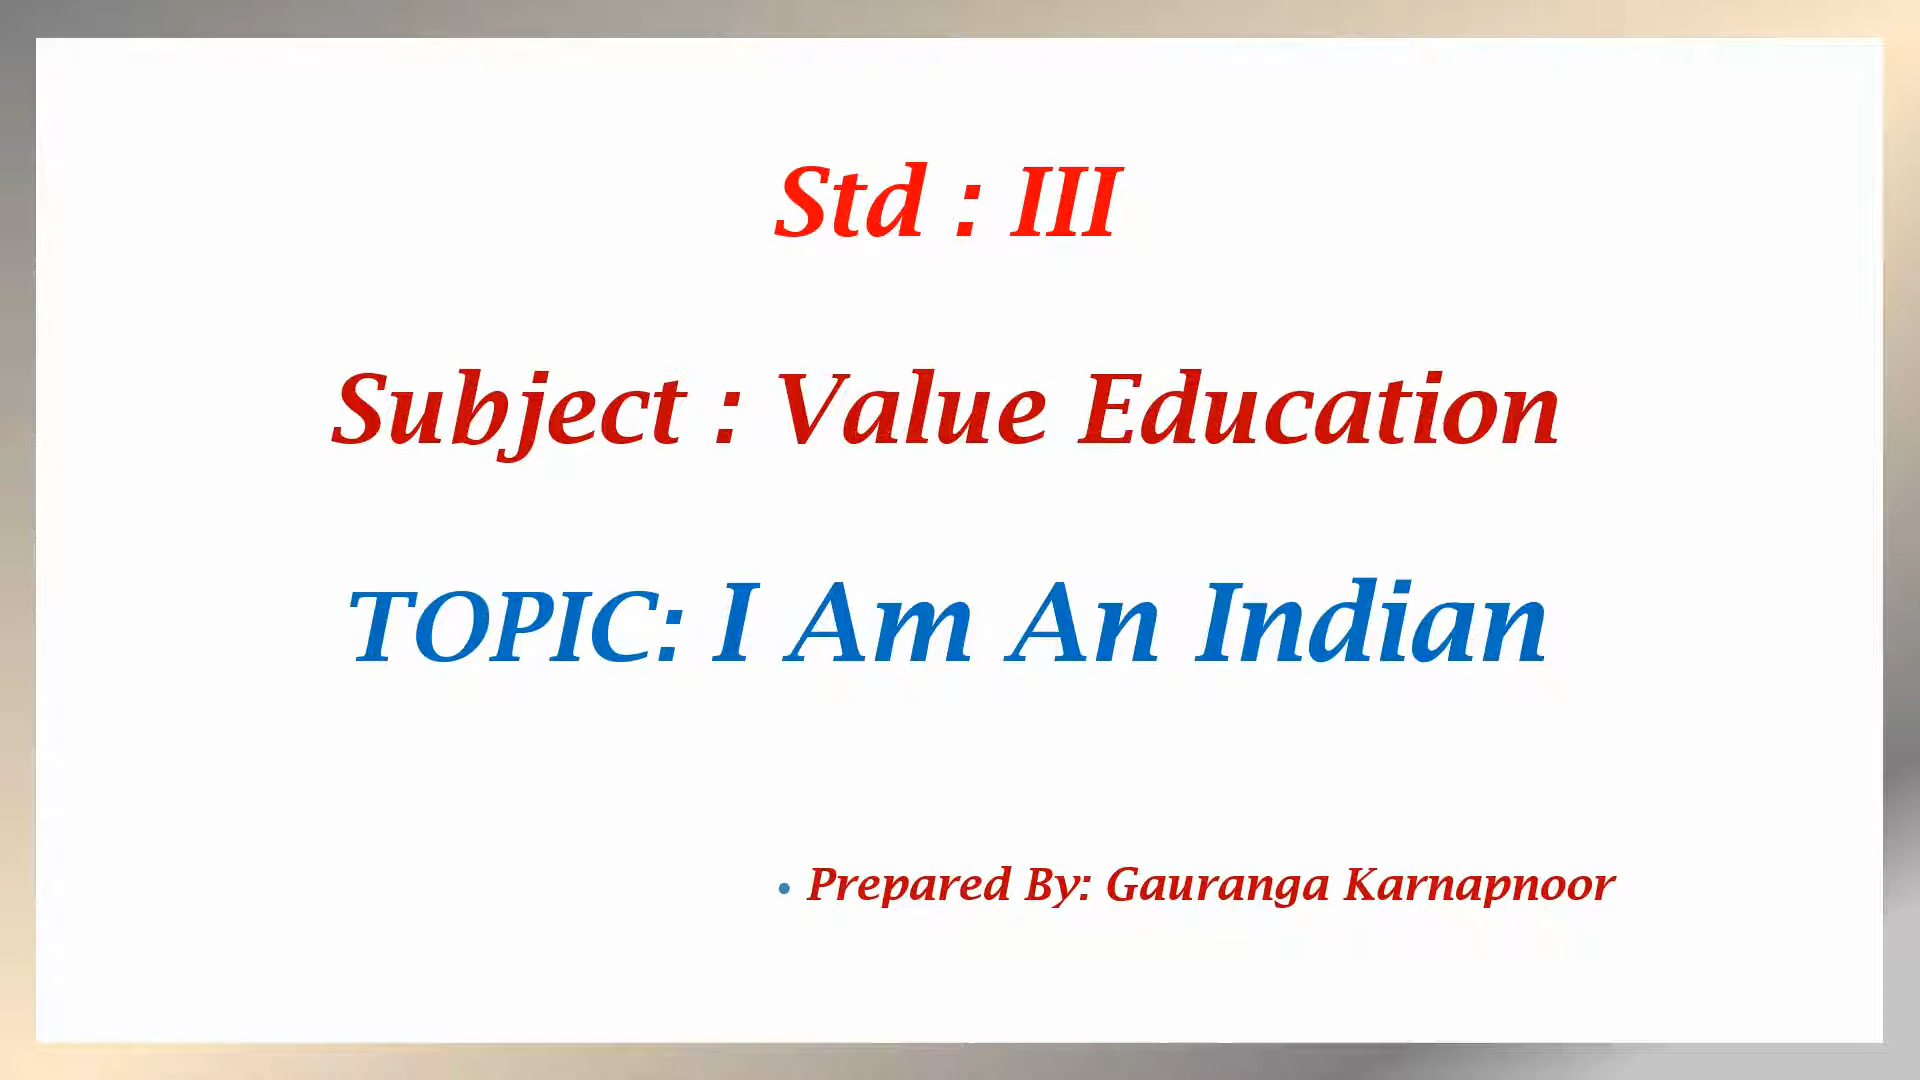 Std : III
Subject : Value Education
TOPIC: I Am An Indian
• Prepared By: Gauranga Karnapnoor